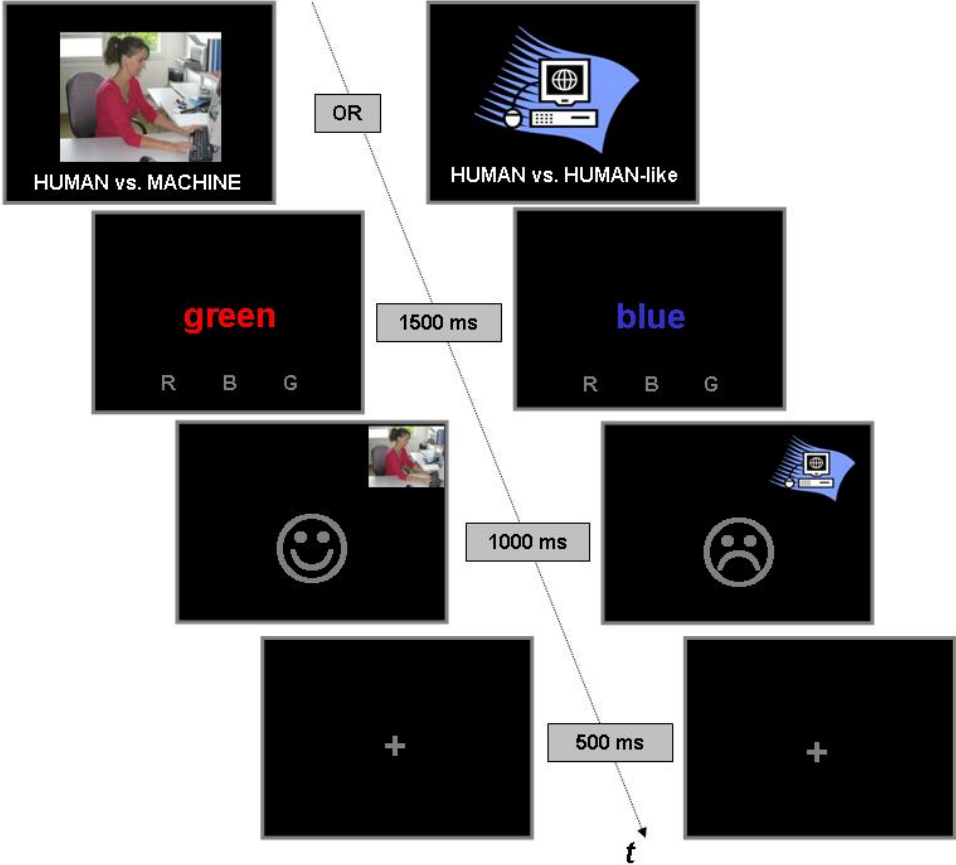 HUMAN vs. MACHINE
OR
HUMAN vs. HUMAN-like
green
R B G
1500 ms
blue
R B G
1000 ms
+
500 ms
+
t